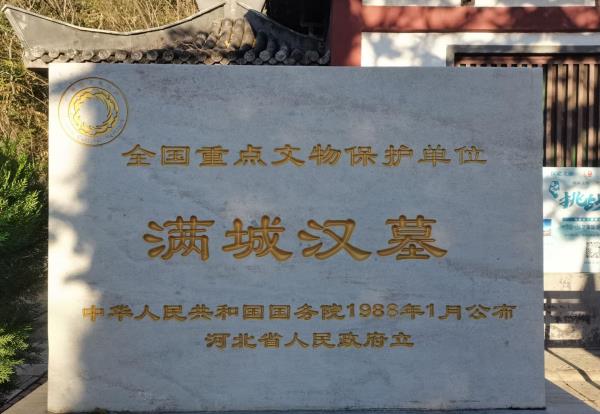 全国重点文物保护单位
满城汉墓
中华人民共和国国务院1988年1月公布
河北省人民政府立